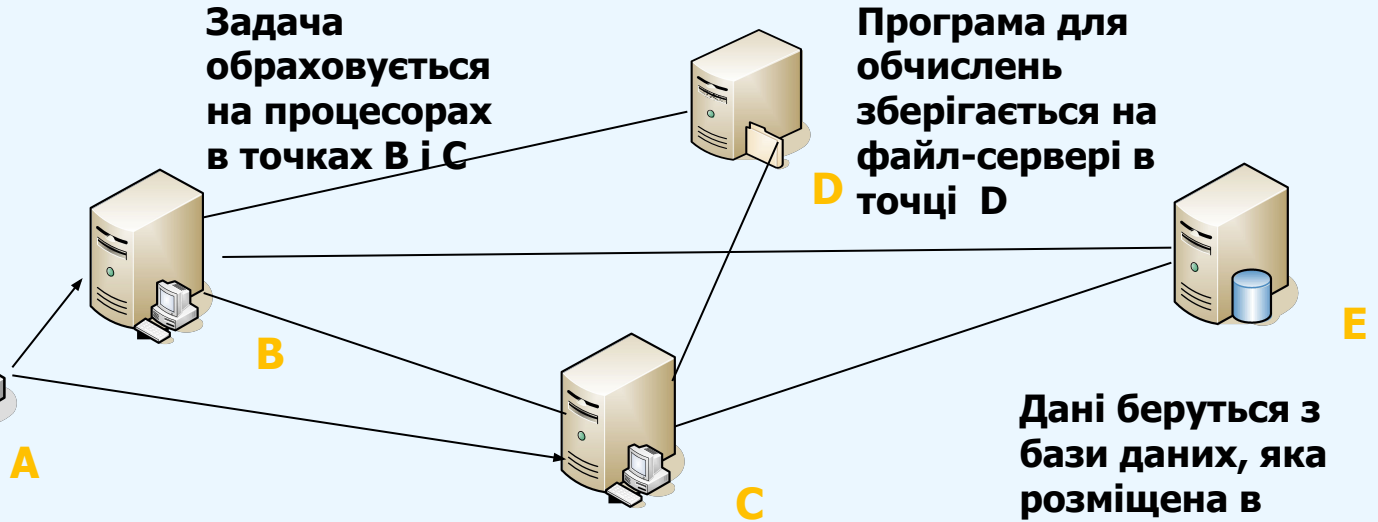 Задача
обраховується
на процесорах
в точках В і С
Програма для
обчислень
зберігається на
файл-сервері в
точці D
D
E
B
A
C
Дані беруться з
бази даних, яка
розміщена в